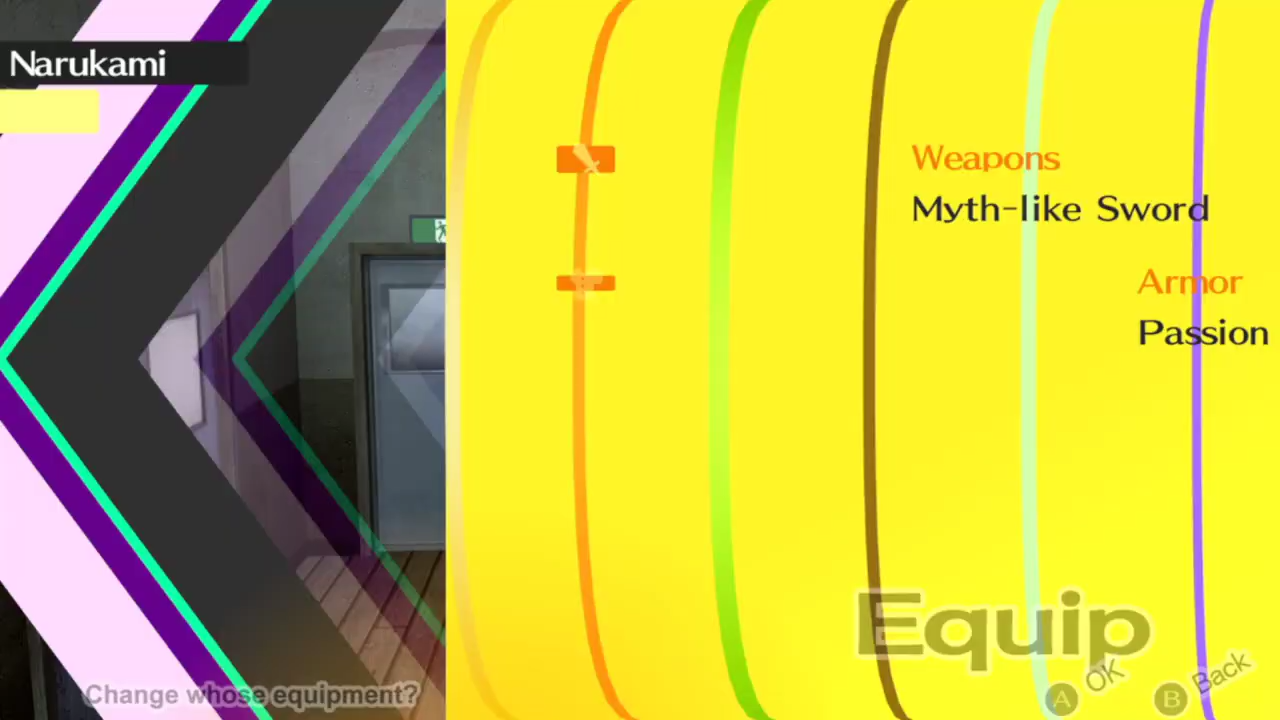 Narukami
Weapons
Myth-like Sword
Armor
Passion
Equip
Change whose equipment?
A OK
B Back